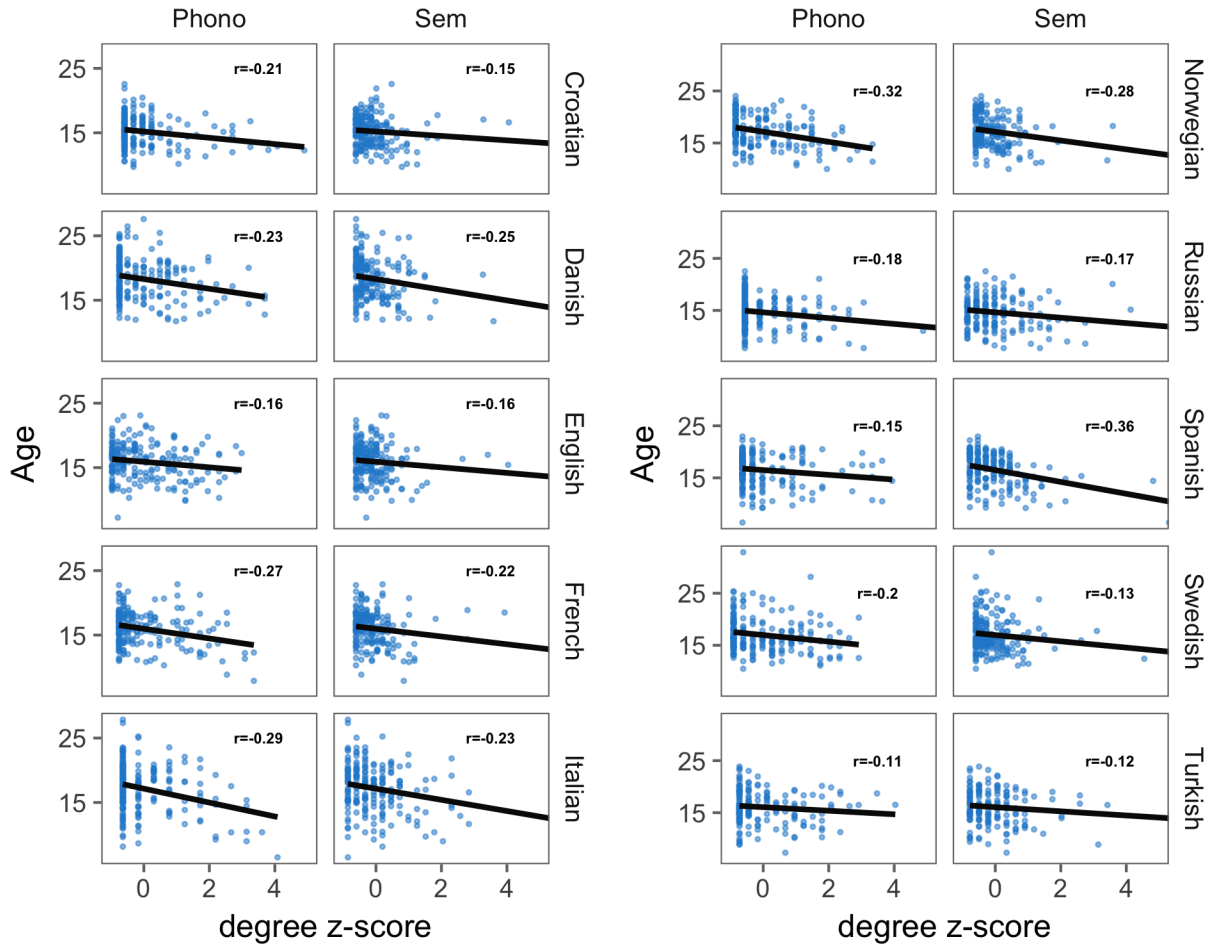 Phono Sem Phono Sem
25 15 r=-0.21 r=-0.15 Croatian
25 15 r=-0.32 r=-0.28 Norwegian
25 15 r=-0.23 r=-0.25 Danish
25 15 r=-0.18 r=-0.17 Russian
Age
25 15 r=-0.16 r=-0.16 English
Age
25 15 r=-0.15 r=-0.36 Spanish
25 15 r=-0.27 r=-0.22 French
25 15 r=-0.2 r=-0.13 Swedish
25 15 r=-0.29 r=-0.23 Italian
25 15 r=-0.11 r=-0.12 Turkish
0 2 4 0 2 4 0 2 4 0 2 4
degree z-score degree z-score